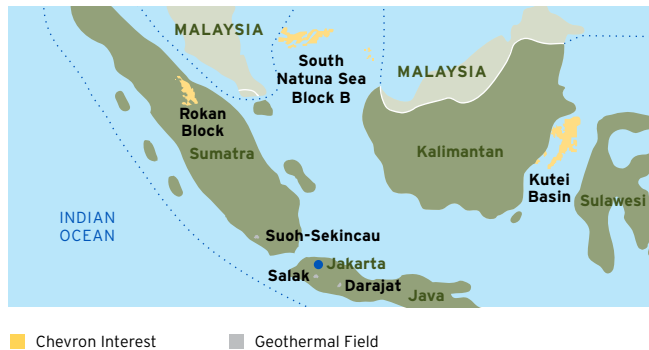 MALAYSIA
South
Natuna Sea
Block B
MALAYSIA
Rokan
Block
Sumatra
Kalimantan
Kutei
Basin
Sulawesi
INDIAN
OCEAN
Suoh-Sekincau
Jakarta
Salak
Darajat
Java
Chevron Interest
Geothermal Field